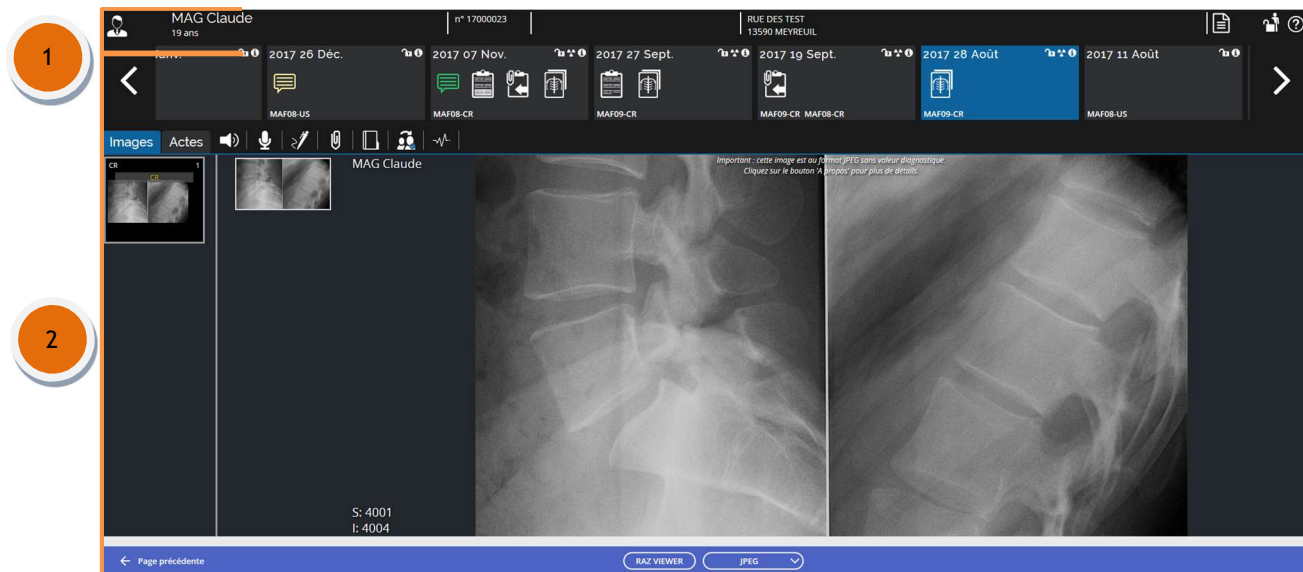 1
2
MAG Claude
19 ans
n° 17000023
RUE DES TEST
13590 MEYREUIL
2017 26 Déc.
MAF08-US
2017 07 Nov.
MAF08-CR
2017 27 Sept.
MAF09-CR
2017 19 Sept.
MAF09-CR MAF08-CR
2017 28 Août
MAF09-CR
2017 11 Août
MAF08-US
Images
Actes
CR 1
CR
MAG Claude
Important : cette image est au format JPEG sans valeur diagnostique.
Cliquez sur le bouton 'A propos' pour plus de détails.
S: 4001
I: 4004
← Page précédente
RAZ VIEWER
JPEG